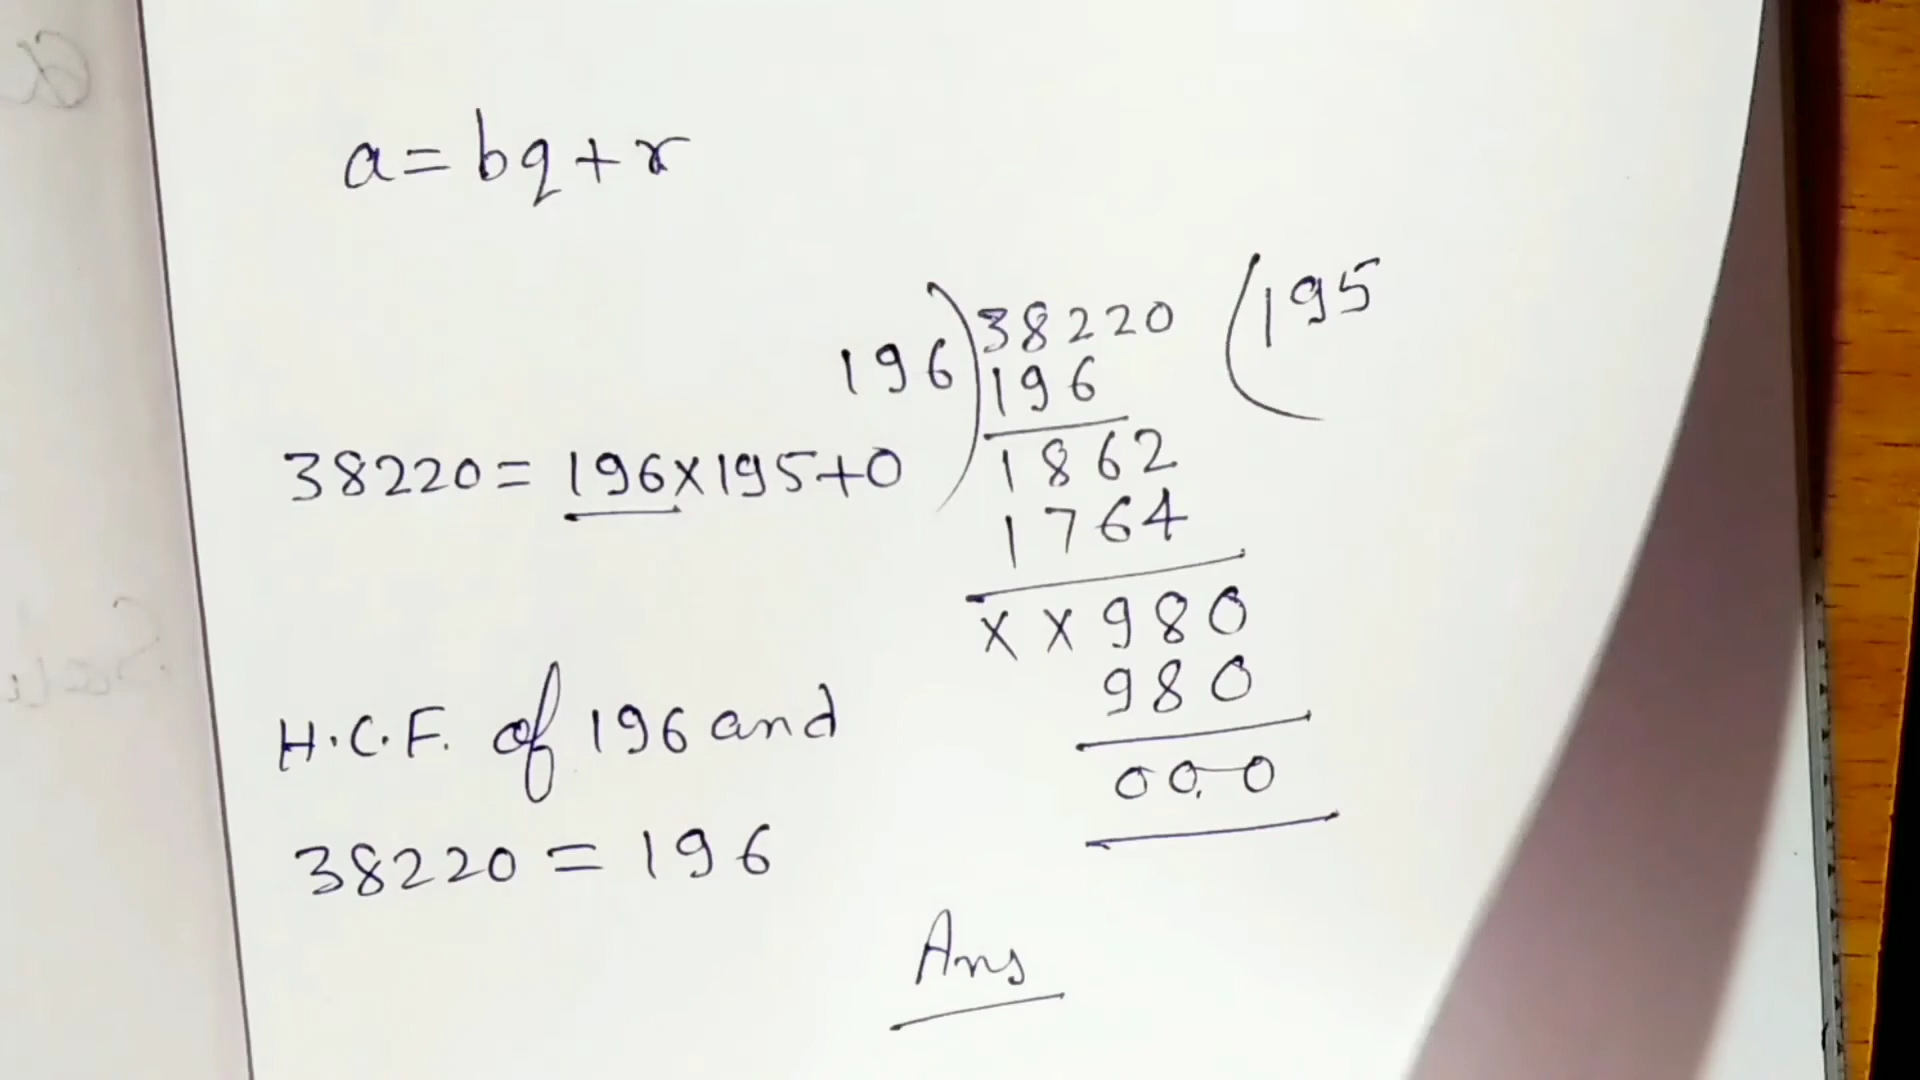 a=bq+r
196)38220(195
196
1862
1764
xx980
980
000
38220=196x195+0
H.C.F. of 196 and
38220=196
Ans